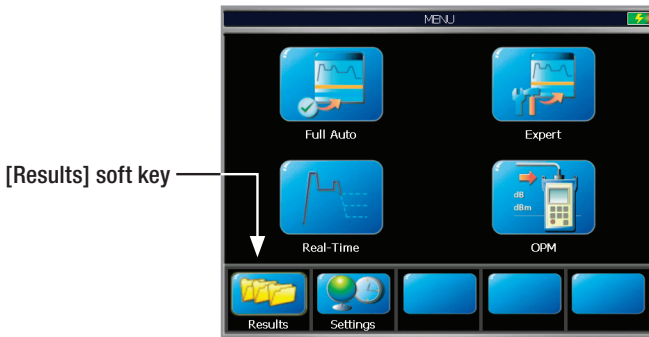 MENU
Full Auto
Expert
[Results] soft key
Real-Time
dB
dBm
OPM
Results
Settings